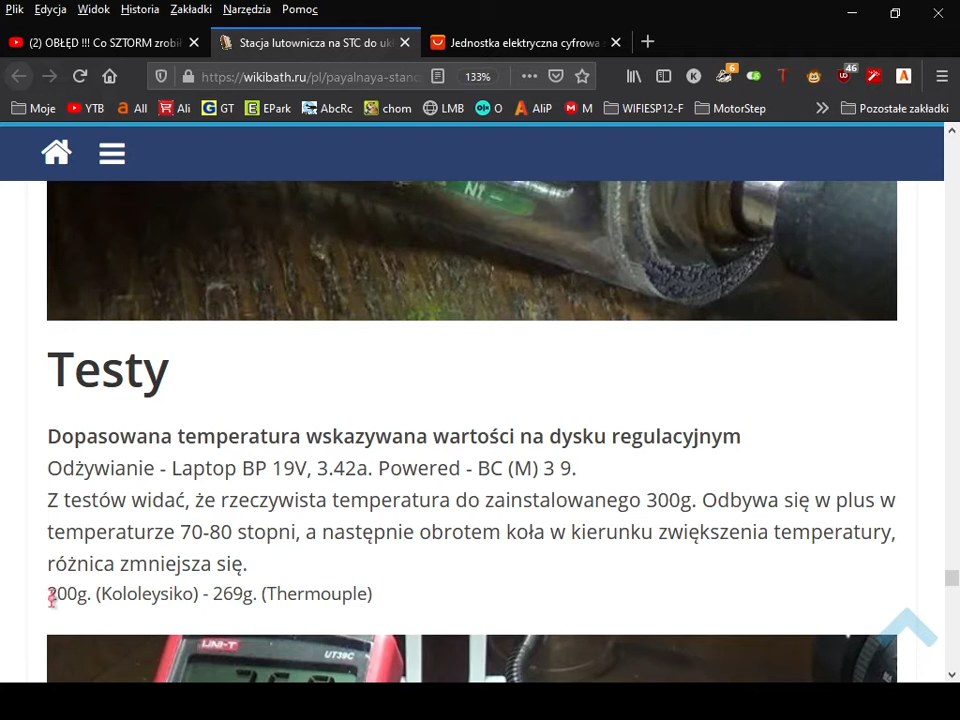 Plik Edycja Widok Historia Zakładki Narzędzia Pomoc
(2) OBŁĘD !!! Co SZTORM zrobił
Stacja lutownicza na STC do ukł
Jednostka elektryczna cyfrowa
https://wikibath.ru/pl/payalnaya-stanc
133%
K
6
T
46
UO
A
Moje YTB All Ali GT EPark AbcRc chom LMB O AliP M WIFIESP12-F MotorStep Pozostałe zakładki
Testy
Dopasowana temperatura wskazywana wartości na dysku regulacyjnym
Odżywianie - Laptop BP 19V, 3.42a. Powered - BC (M) 3 9.
Z testów widać, że rzeczywista temperatura do zainstalowanego 300g. Odbywa się w plus w
temperaturze 70-80 stopni, a następnie obrotem koła w kierunku zwiększenia temperatury,
różnica zmniejsza się.
200g. (Kololeysiko) - 269g. (Thermouple)
UNI-T
UT39C